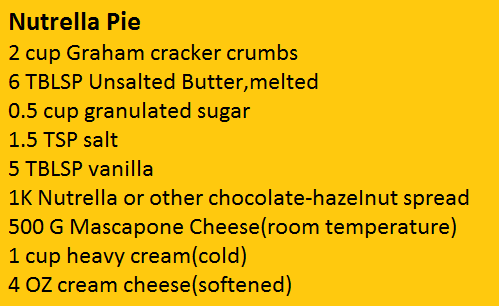 Nutrella Pie
2 cup Graham cracker crumbs
6 TBLSP Unsalted Butter,melted
0.5 cup granulated sugar
1.5 TSP salt
5 TBLSP vanilla
1K Nutrella or other chocolate-hazelnut spread
500 G Mascapone Cheese(room temperature)
1 cup heavy cream(cold)
4 OZ cream cheese(softened)